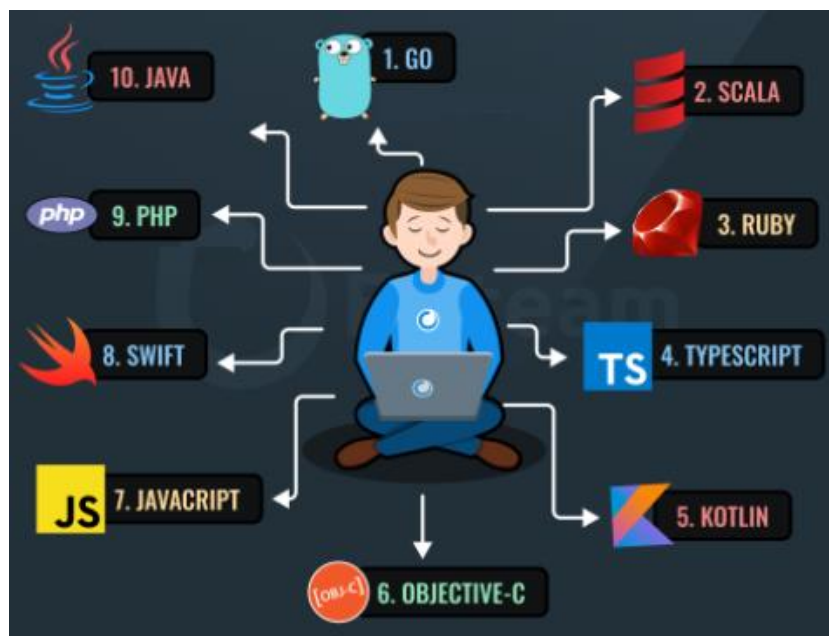 1. GO
2. SCALA
3. RUBY
TS
4. TYPESCRIPT
5. KOTLIN
[OBJ-C]
6. OBJECTIVE-C
JS
7. JAVACRIPT
8. SWIFT
php
9. PHP
10. JAVA